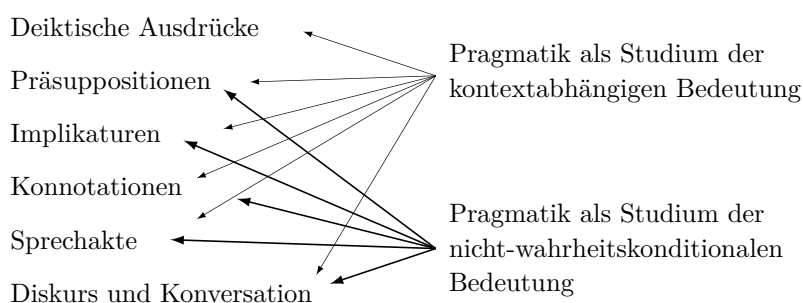 Deiktische Ausdrücke
Präsuppositionen
Implikaturen
Konnotationen
Sprechakte
Diskurs und Konversation
Pragmatik als Studium der
kontextabhängigen Bedeutung
Pragmatik als Studium der
nicht-wahrheitskonditionalen
Bedeutung